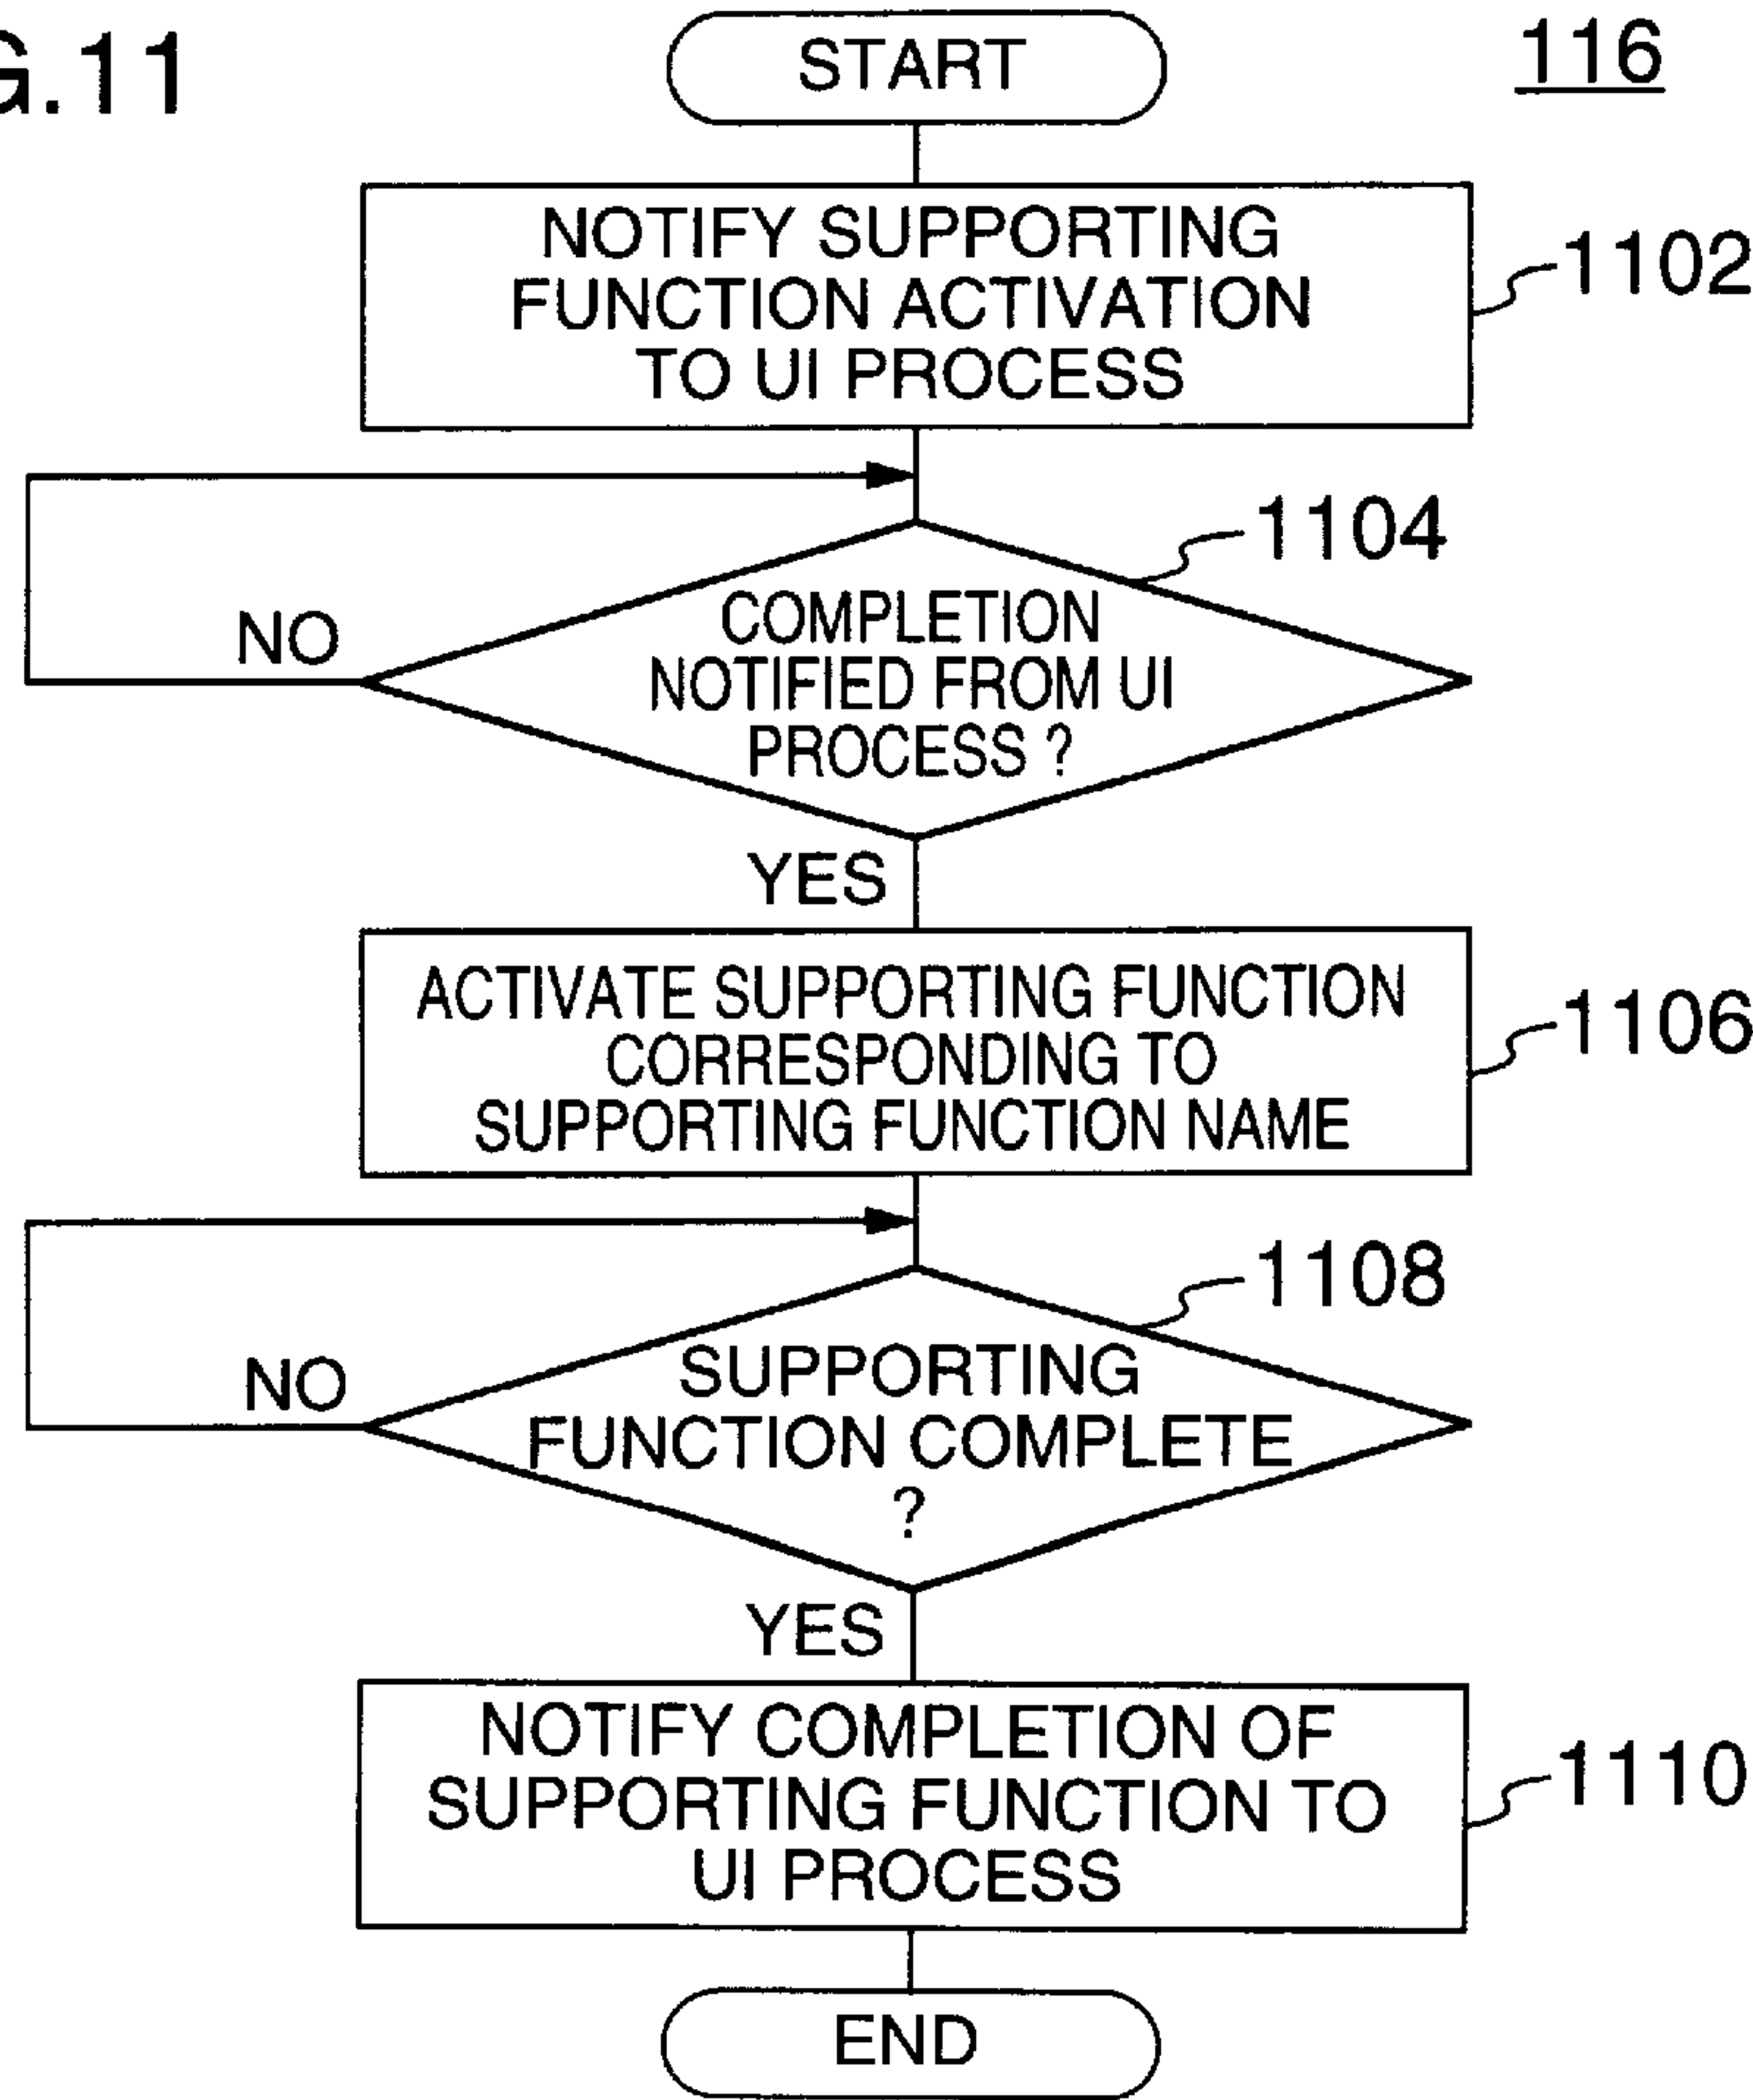 G.11
116
START
NOTIFY SUPPORTING
FUNCTION ACTIVATION
TO UI PROCESS
1102
1104
COMPLETION
NOTIFIED FROM UI
PROCESS ?
NO
YES
ACTIVATE SUPPORTING FUNCTION
CORRESPONDING TO
SUPPORTING FUNCTION NAME
1106
1108
SUPPORTING
FUNCTION COMPLETE
?
NO
YES
NOTIFY COMPLETION OF
SUPPORTING FUNCTION TO
UI PROCESS
1110
END